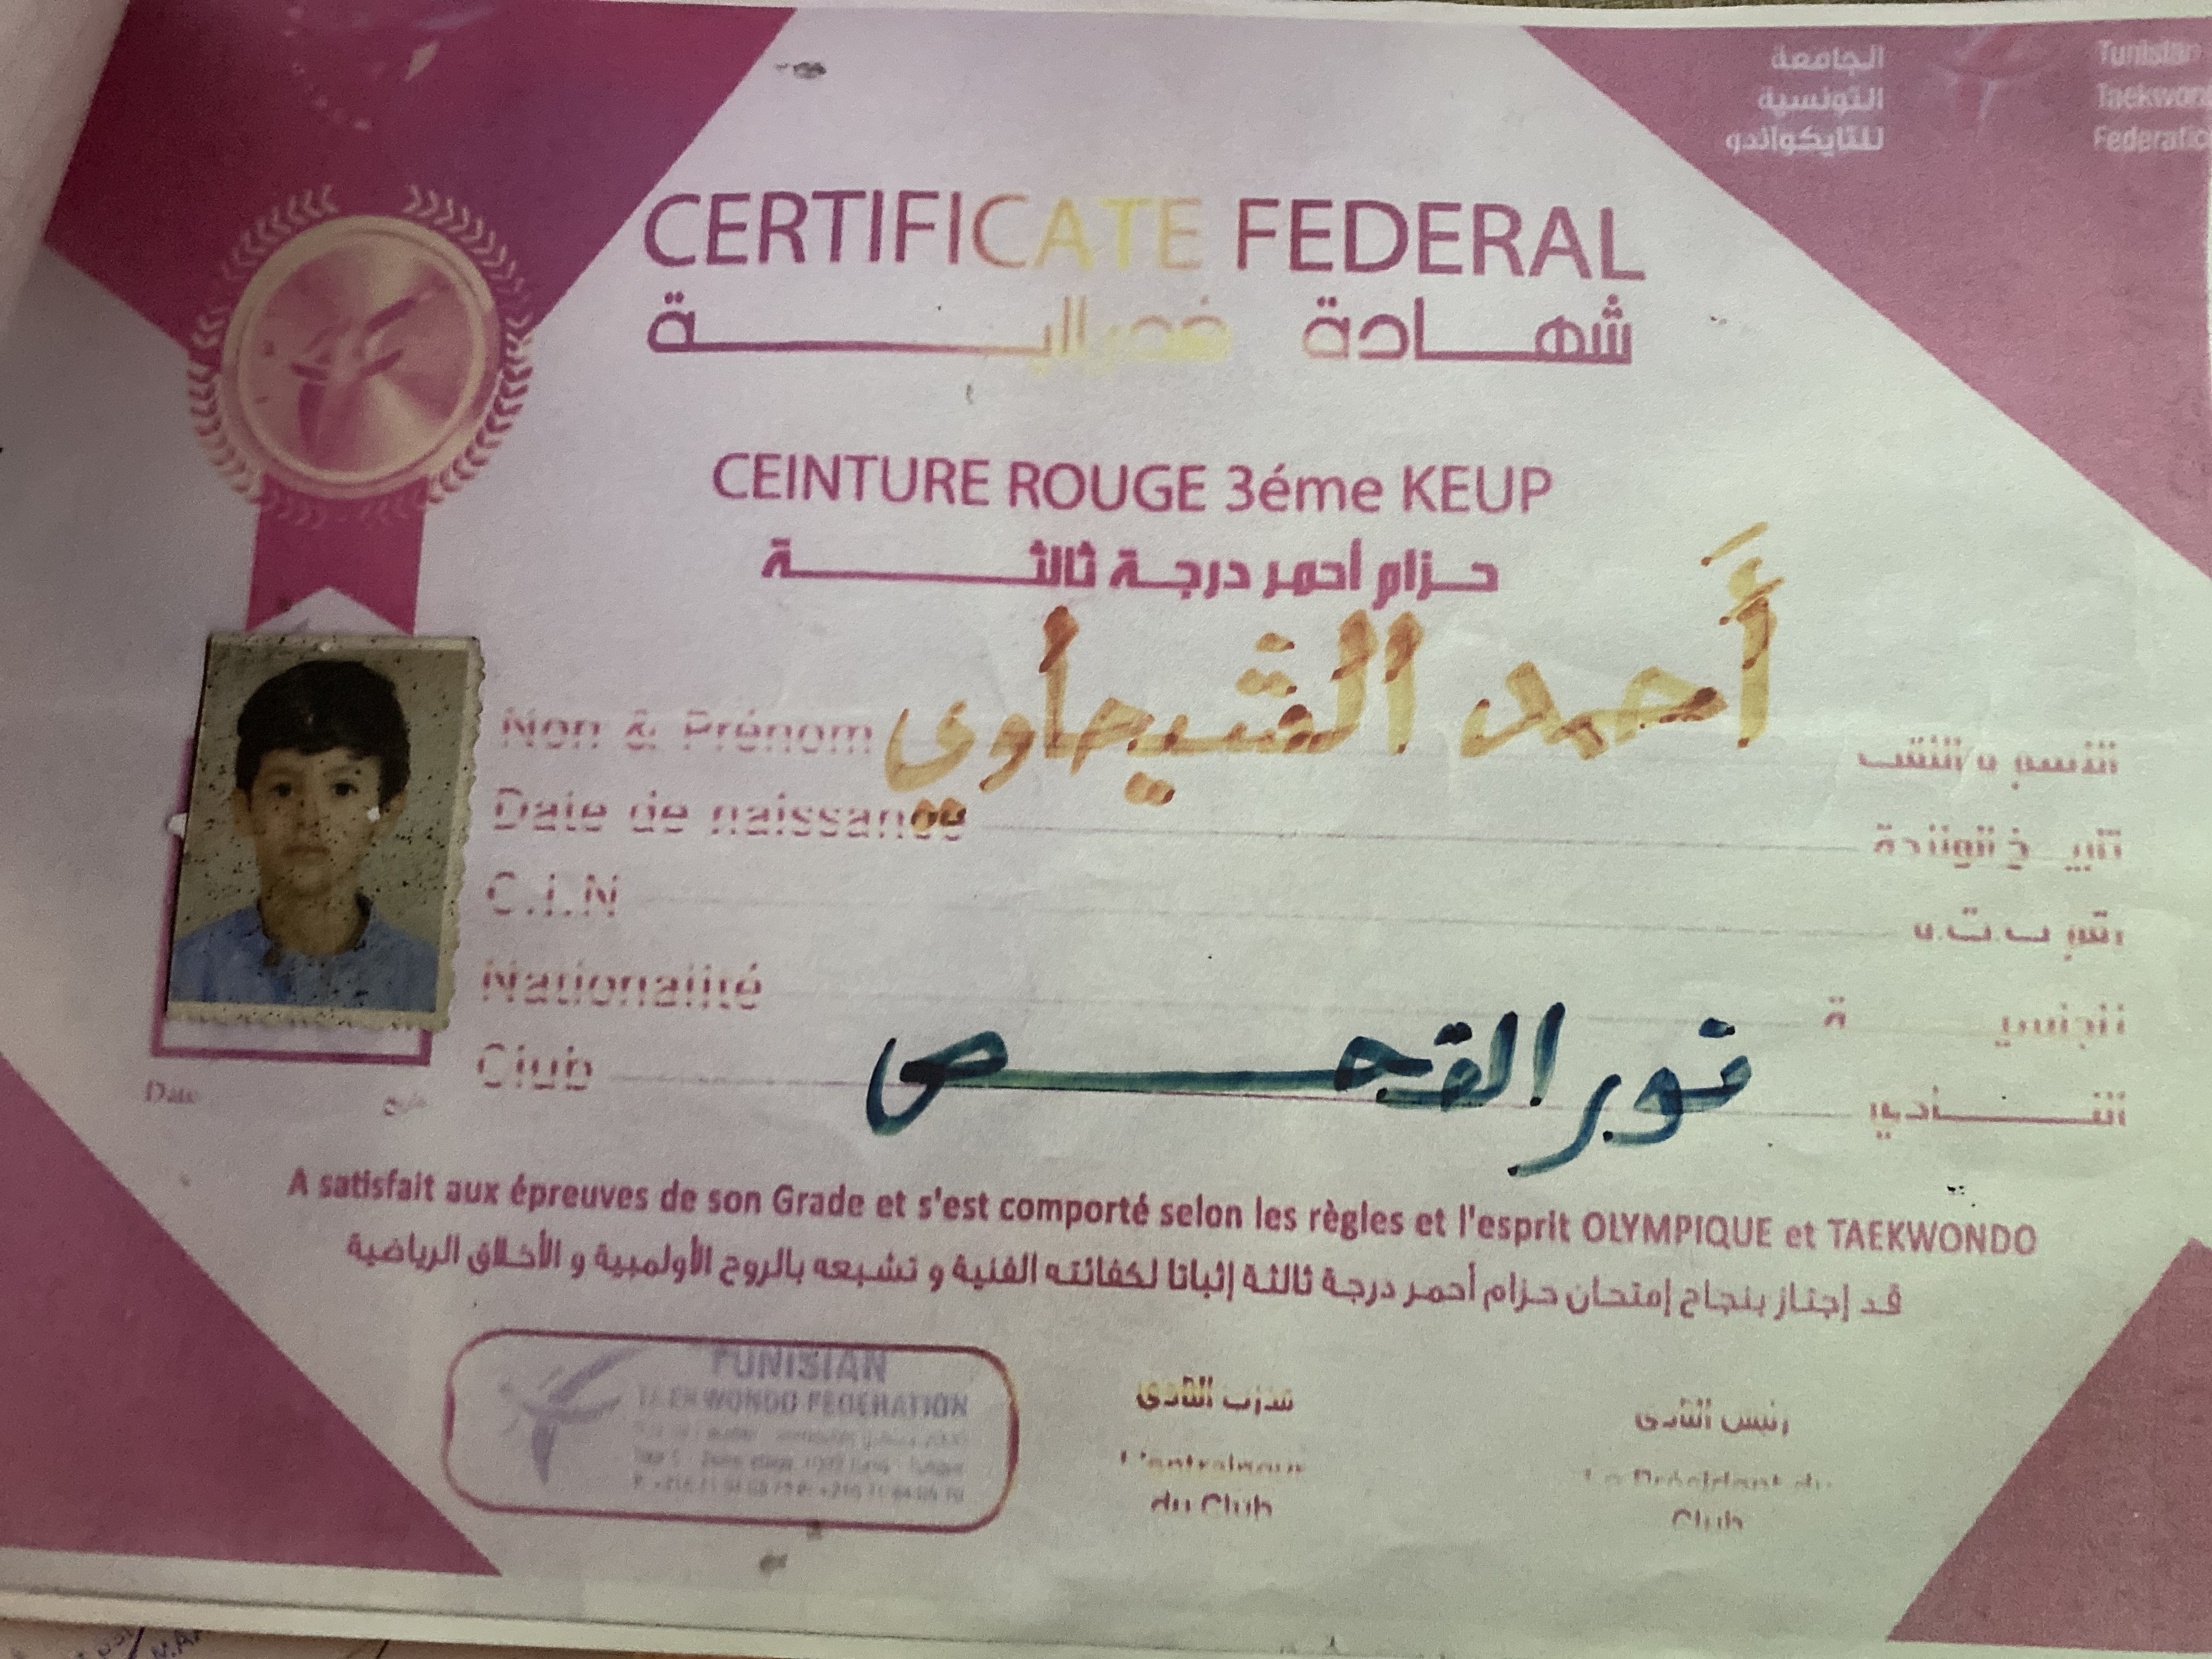 الجامعة
التونسية
للتايكواندو
Tunisian
Taekwon
Federatio
CERTIFICATE FEDERAL
شهادة فدرالية
CEINTURE ROUGE 3éme KEUP
حزام أحمر درجة ثالثة
Non & Prénom أحمد الشيحاوي
Date de naissance
C.I.N
Nationalité
Club نور
Date
A satisfait aux épreuves de son Grade et s'est comporté selon les règles et l'esprit OLYMPIQUE et TAEKWONDO
قد إجتاز بنجاح إمتحان حزام أحمر درجة ثالثة إثباتا لكفائته الفنية و تشبعه بالروح الأولمبية و الأخلاق الرياضية
TUNISIAN
TAEKWONDO FEDERATION
مدرب النادي
رئيس النادي
L'entraineur
du Club
Le Président du
Club